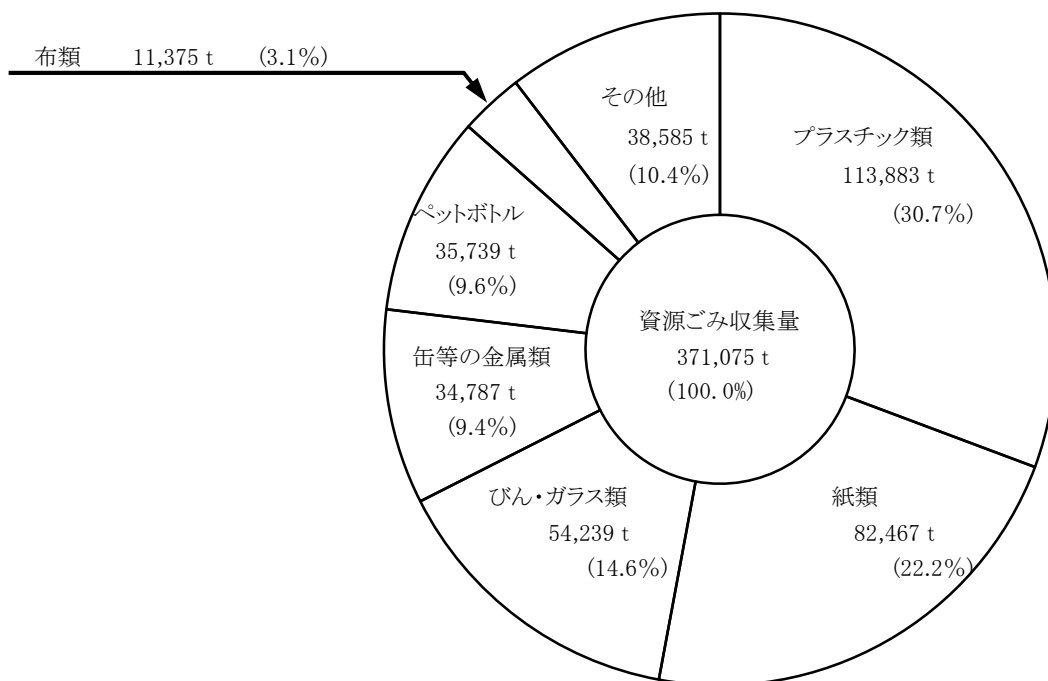 布類 11,375 t (3.1%)
その他
38,585 t
(10.4%)
プラスチック類
113,883 t
(30.7%)
ペットボトル
35,739 t
(9.6%)
資源ごみ収集量
371,075 t
(100.0%)
缶等の金属類
34,787 t
(9.4%)
びん・ガラス類
54,239 t
(14.6%)
紙類
82,467 t
(22.2%)